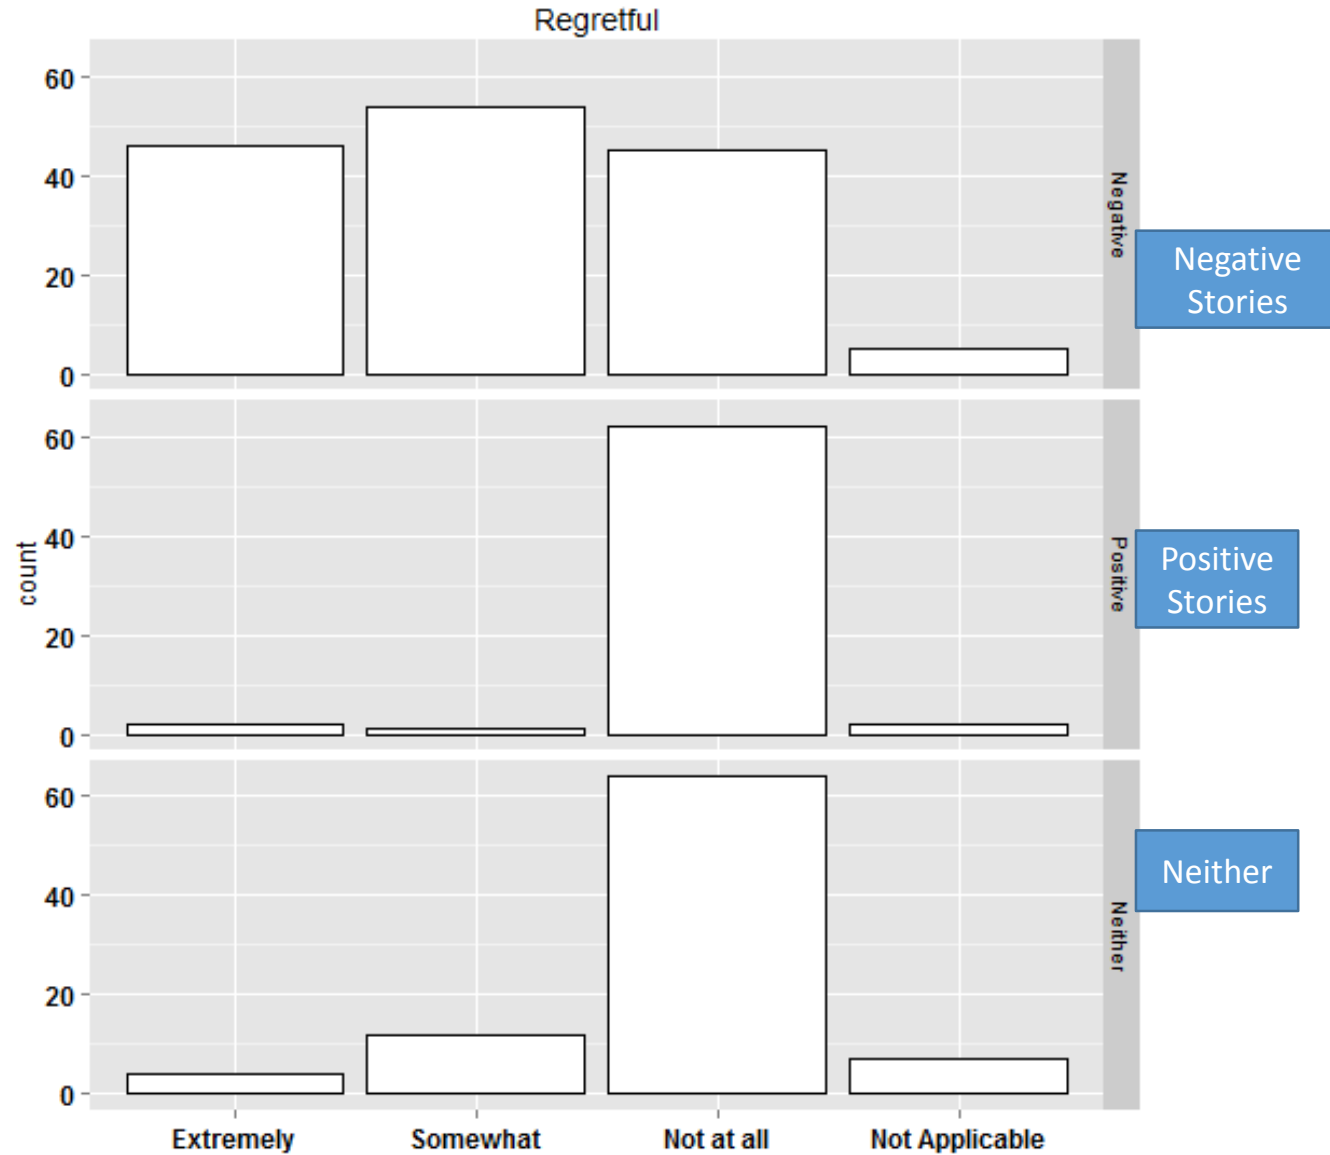 Regretful
60
40
20
0
Negative
Negative
Stories
count
60
40
20
0
Positive
Positive
Stories
60
40
20
0
Neither
Neither
Extremely
Somewhat
Not at all
Not Applicable